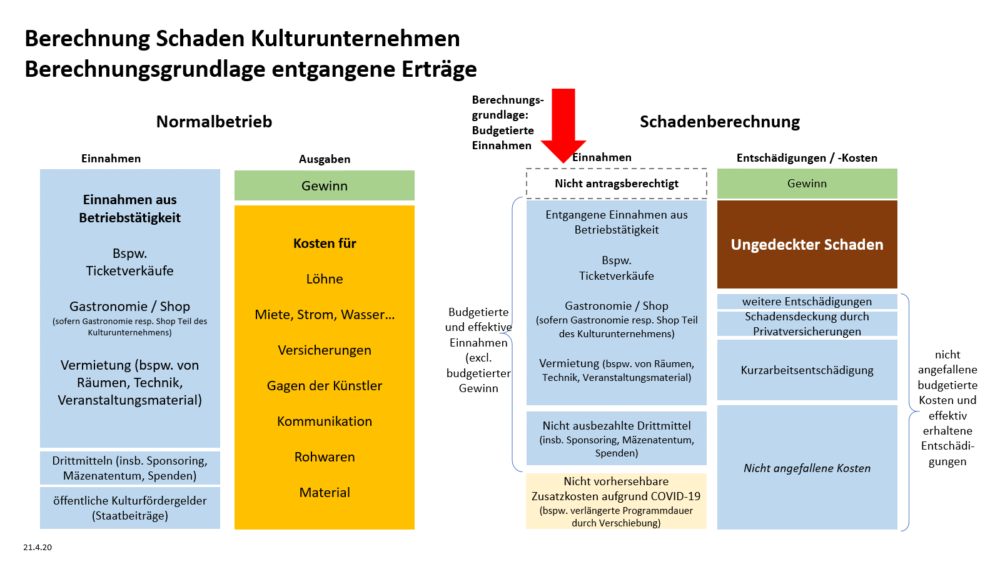 Berechnung Schaden Kulturunternehmen
Berechnungsgrundlage entgangene Erträge
Normalbetrieb
Einnahmen
Einnahmen aus
Betriebstätigkeit
Bspw.
Ticketverkäufe
Gastronomie / Shop
(sofern Gastronomie resp. Shop Teil des
Kulturunternehmens)
Vermietung (bspw. von
Räumen, Technik,
Veranstaltungsmaterial)
Drittmitteln (insb. Sponsoring,
Mäzenatentum, Spenden)
öffentliche Kulturfördergelder
(Staatbeiträge)
Ausgaben
Gewinn
Kosten für
Löhne
Miete, Strom, Wasser…
Versicherungen
Gagen der Künstler
Kommunikation
Rohwaren
Material
Berechnungs-
grundlage:
Budgetierte
Einnahmen
Schadenberechnung
Einnahmen
Nicht antragsberechtigt
Entgangene Einnahmen aus
Betriebstätigkeit
Bspw.
Ticketverkäufe
Gastronomie / Shop
(sofern Gastronomie resp. Shop Teil
des Kulturunternehmens)
Vermietung (bspw. von Räumen,
Technik, Veranstaltungsmaterial)
Nicht ausbezahlte Drittmittel
(insb. Sponsoring, Mäzenatentum,
Spenden)
Nicht vorhersehbare
Zusatzkosten aufgrund COVID-19
(bspw. verlängerte Programmdauer
durch Verschiebung)
Budgetierte
und effektive
Einnahmen
(excl.
budgetierter
Gewinn
Entschädigungen / -Kosten
Gewinn
Ungedeckter Schaden
weitere Entschädigungen
Schadensdeckung durch
Privatversicherungen
Kurzarbeitsentschädigung
Nicht angefallene Kosten
nicht
angefallene
budgetierte
Kosten und
effektiv
erhaltene
Entschädi-
gungen
21.4.20